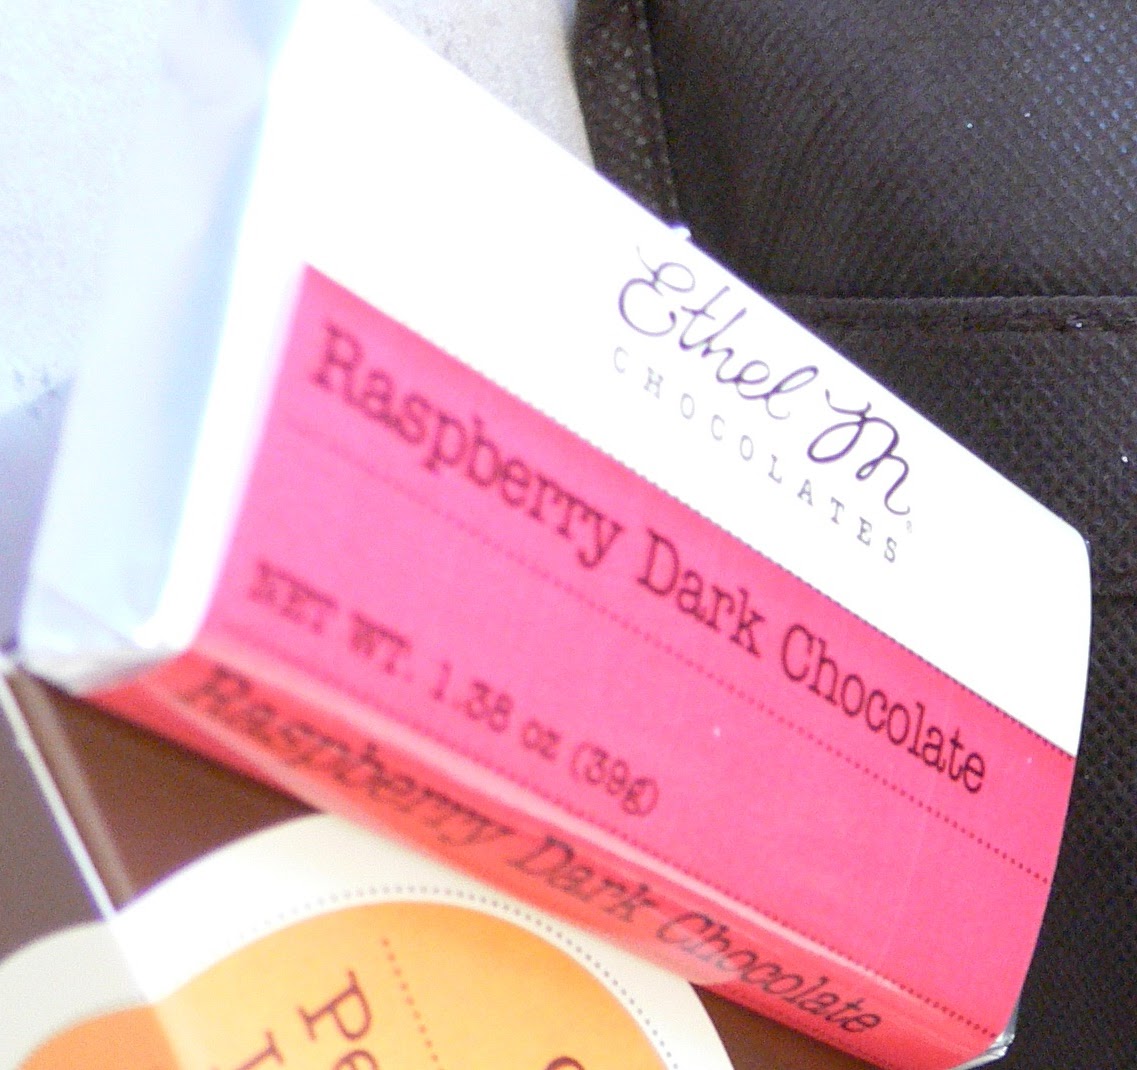 Ethel M®
CHOCOLATES
Raspberry Dark Chocolate
NET WT. 1.38 oz (39g)
Raspberry Dark Chocolate